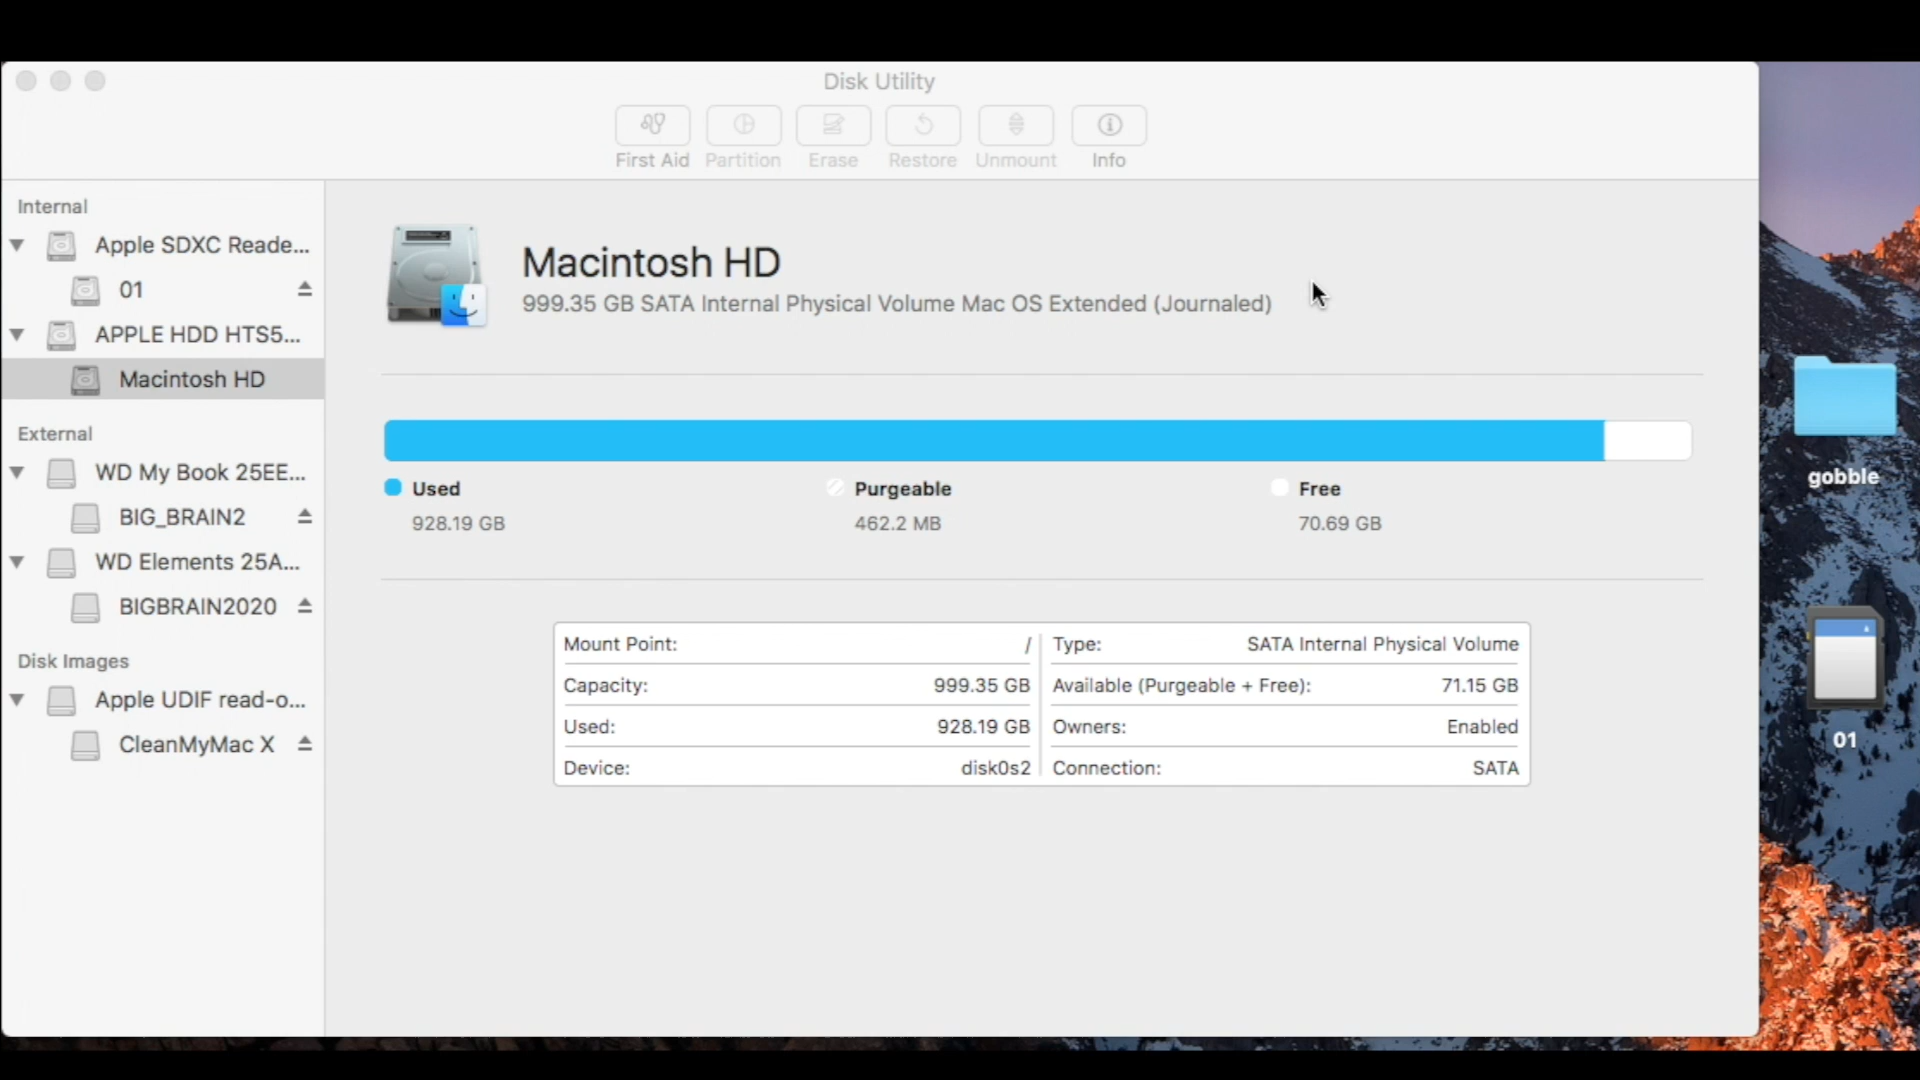 Disk Utility
First Aid Partition Erase Restore Unmount Info
Internal
Apple SDXC Reade...
01
APPLE HDD HTS5...
Macintosh HD
External
WD My Book 25EE...
BIG_BRAIN2
WD Elements 25A...
BIGBRAIN2020
Disk Images
Apple UDIF read-o...
CleanMyMac X
Macintosh HD
999.35 GB SATA Internal Physical Volume Mac OS Extended (Journaled)
Used
928.19 GB
Purgeable
462.2 MB
Free
70.69 GB
Mount Point: /
Capacity: 999.35 GB
Used: 928.19 GB
Device: disk0s2
Type: SATA Internal Physical Volume
Available (Purgeable + Free): 71.15 GB
Owners: Enabled
Connection: SATA
gobble
01